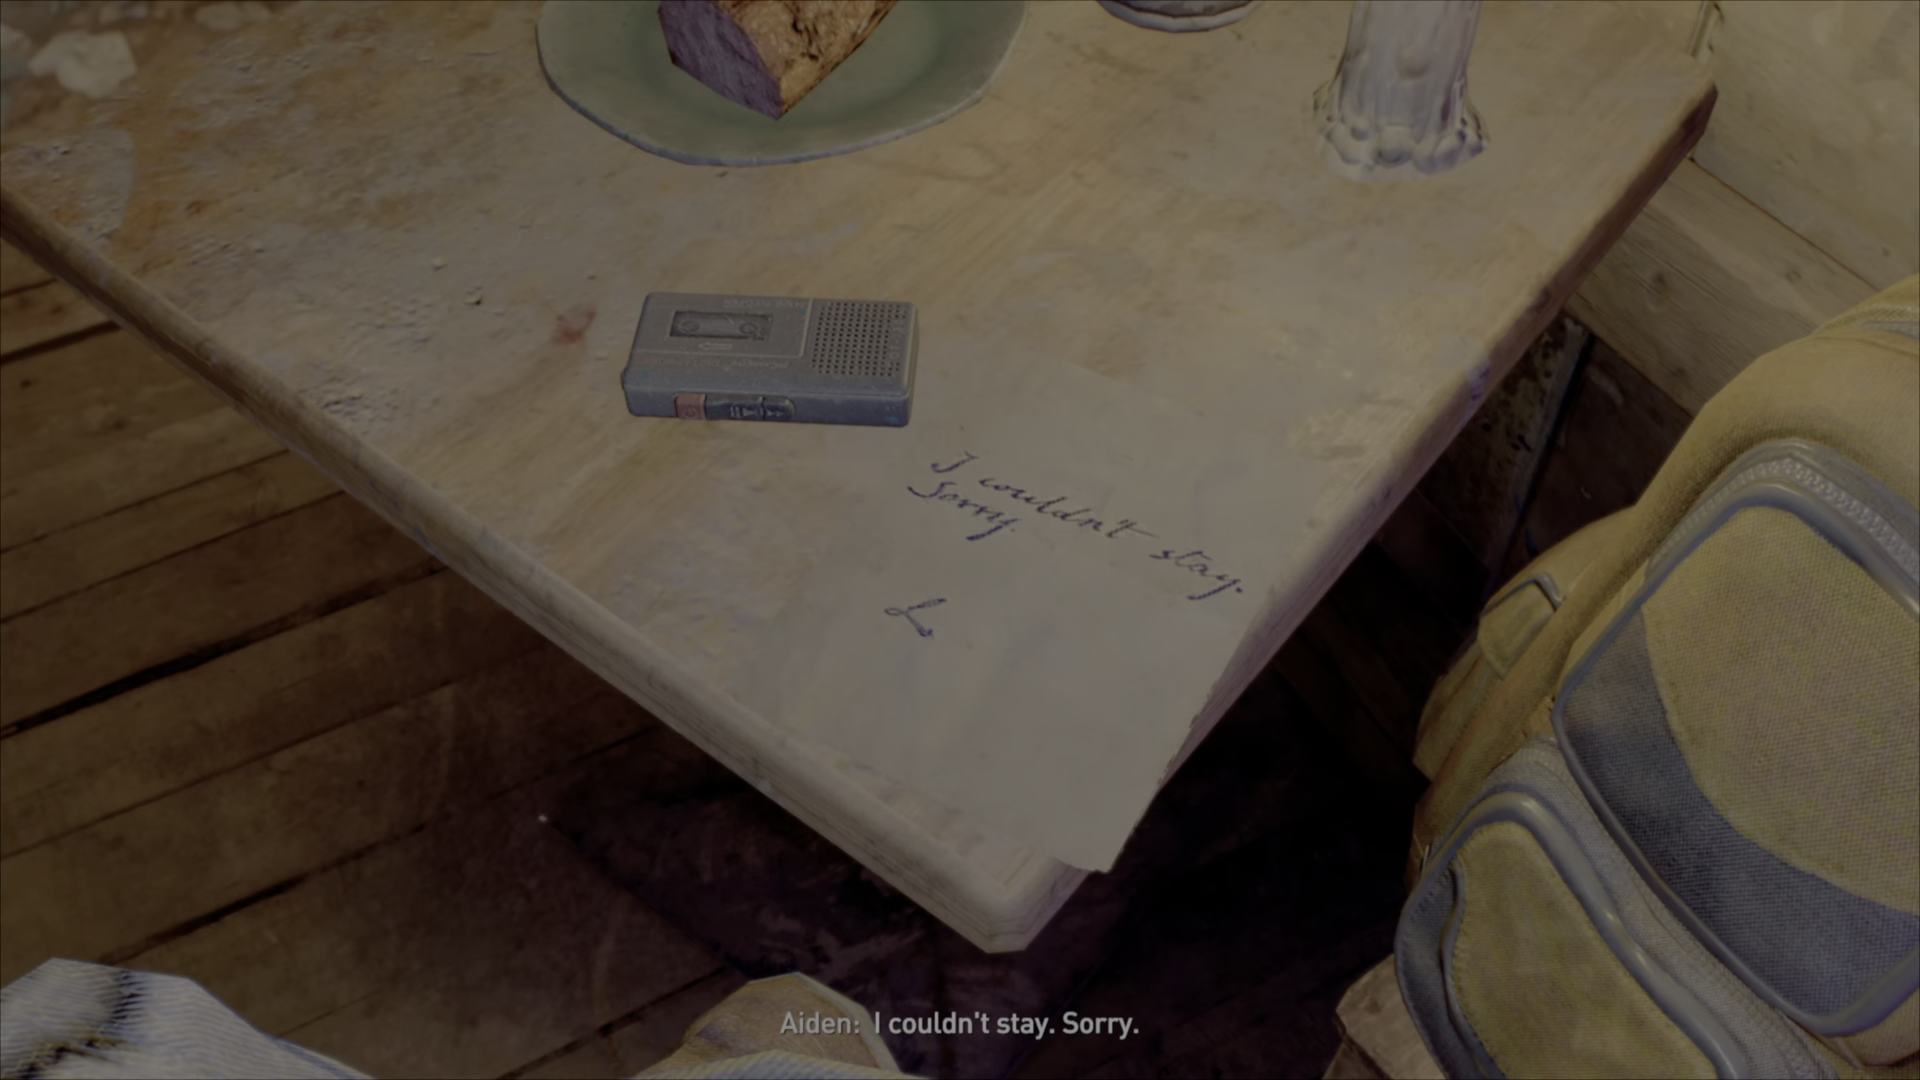 I couldn't stay.
Sorry.
L.
Aiden: I couldn't stay. Sorry.